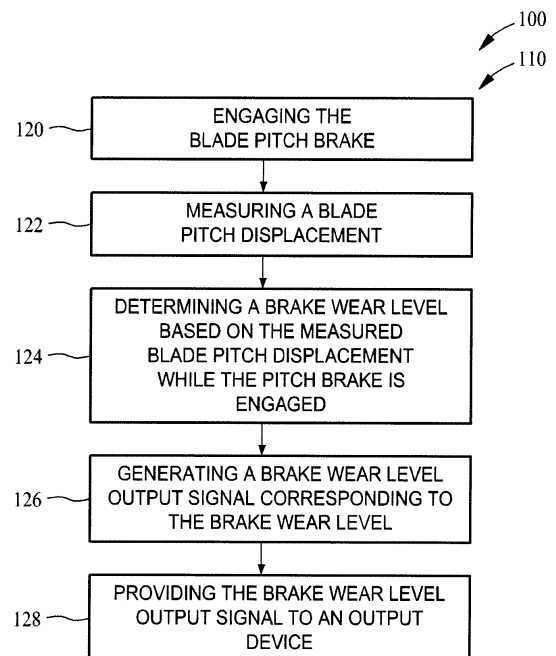 100
110
120
ENGAGING THE
BLADE PITCH BRAKE
122
MEASURING A BLADE
PITCH DISPLACEMENT
124
DETERMINING A BRAKE WEAR LEVEL
BASED ON THE MEASURED
BLADE PITCH DISPLACEMENT
WHILE THE PITCH BRAKE IS
ENGAGED
126
GENERATING A BRAKE WEAR LEVEL
OUTPUT SIGNAL CORRESPONDING TO
THE BRAKE WEAR LEVEL
128
PROVIDING THE BRAKE WEAR LEVEL
OUTPUT SIGNAL TO AN OUTPUT
DEVICE